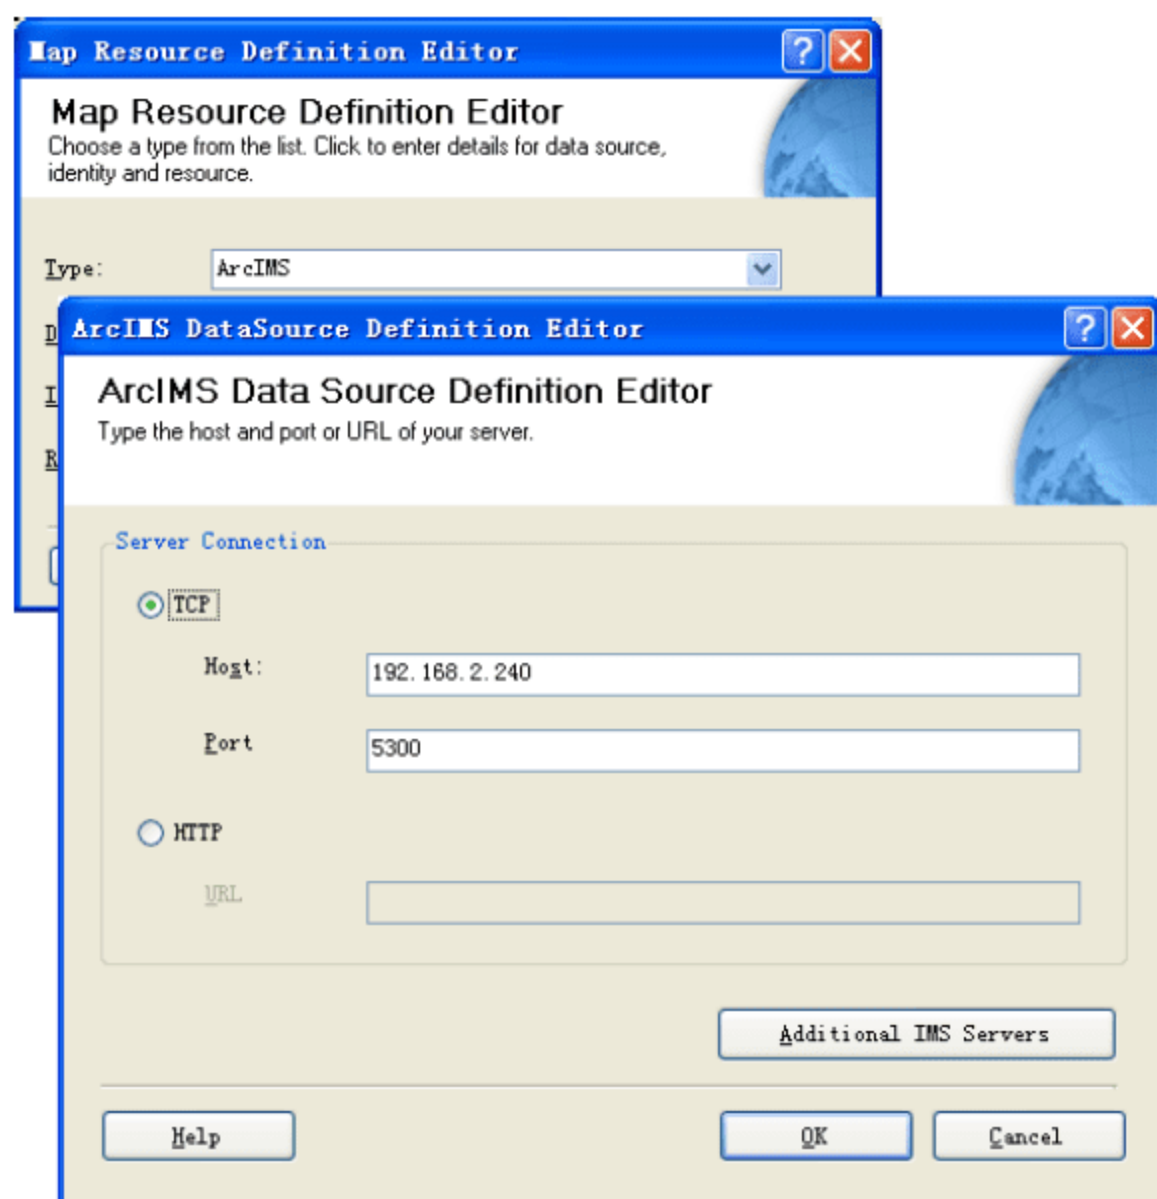 Map Resource Definition Editor
Map Resource Definition Editor
Choose a type from the list. Click to enter details for data source,
identity and resource.
Type:
ArcIMS
D
I
R
ArcIMS DataSource Definition Editor
ArcIMS Data Source Definition Editor
Type the host and port or URL of your server.
Server Connection
TCP
Host:
192.168.2.240
Port
5300
HTTP
URL
Additional IMS Servers
Help
OK
Cancel